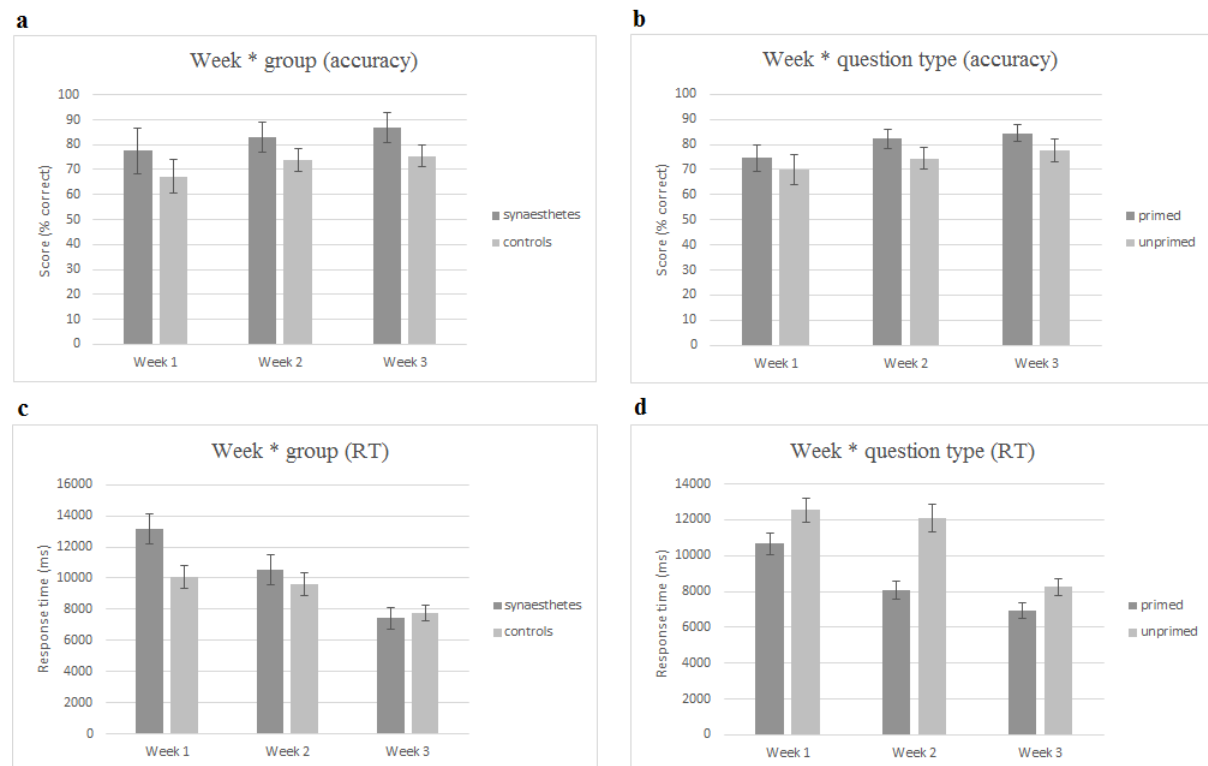 a
Week * group (accuracy)
100
90
80
70
60
50
40
30
20
10
0
Score (% correct)
Week 1 Week 2 Week 3
synaesthetes
controls
b
Week * question type (accuracy)
100
90
80
70
60
50
40
30
20
10
0
Score (% correct)
Week 1 Week 2 Week 3
primed
unprimed
c
Week * group (RT)
16000
14000
12000
10000
8000
6000
4000
2000
0
Response time (ms)
Week 1 Week 2 Week 3
synaesthetes
controls
d
Week * question type (RT)
14000
12000
10000
8000
6000
4000
2000
0
Response time (ms)
Week 1 Week 2 Week 3
primed
unprimed